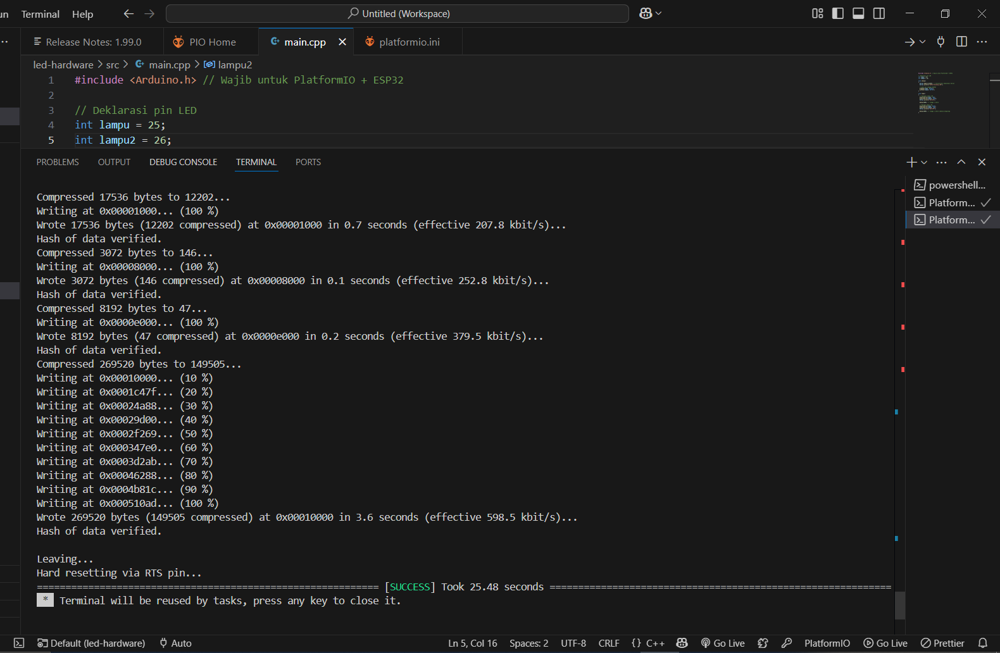 un Terminal Help Untitled (Workspace)
Release Notes: 1.99.0 PIO Home main.cpp platformio.ini
led-hardware > src > main.cpp > lampu2
1 #include <Arduino.h> // Wajib untuk PlatformIO + ESP32
2
3 // Deklarasi pin LED
4 int lampu = 25;
5 int lampu2 = 26;
PROBLEMS OUTPUT DEBUG CONSOLE TERMINAL PORTS
powershell...
Platform...
Platform...
Compressed 17536 bytes to 12202...
Writing at 0x00001000... (100 %)
Wrote 17536 bytes (12202 compressed) at 0x00001000 in 0.7 seconds (effective 207.8 kbit/s)...
Hash of data verified.
Compressed 3072 bytes to 146...
Writing at 0x00008000... (100 %)
Wrote 3072 bytes (146 compressed) at 0x00008000 in 0.1 seconds (effective 252.8 kbit/s)...
Hash of data verified.
Compressed 8192 bytes to 47...
Writing at 0x0000e000... (100 %)
Wrote 8192 bytes (47 compressed) at 0x0000e000 in 0.2 seconds (effective 379.5 kbit/s)...
Hash of data verified.
Compressed 269520 bytes to 149505...
Writing at 0x00010000... (10 %)
Writing at 0x0001c47f... (20 %)
Writing at 0x00024a88... (30 %)
Writing at 0x00029d00... (40 %)
Writing at 0x0002f269... (50 %)
Writing at 0x000347e0... (60 %)
Writing at 0x0003d2ab... (70 %)
Writing at 0x00046288... (80 %)
Writing at 0x0004b81c... (90 %)
Writing at 0x000510ad... (100 %)
Wrote 269520 bytes (149505 compressed) at 0x00010000 in 3.6 seconds (effective 598.5 kbit/s)...
Hash of data verified.
Leaving...
Hard resetting via RTS pin...
============================================================ [SUCCESS] Took 25.48 seconds ============================================================
* Terminal will be reused by tasks, press any key to close it.
Default (led-hardware) Auto Ln 5, Col 16 Spaces: 2 UTF-8 CRLF {} C++ Go Live PlatformIO Go Live Prettier